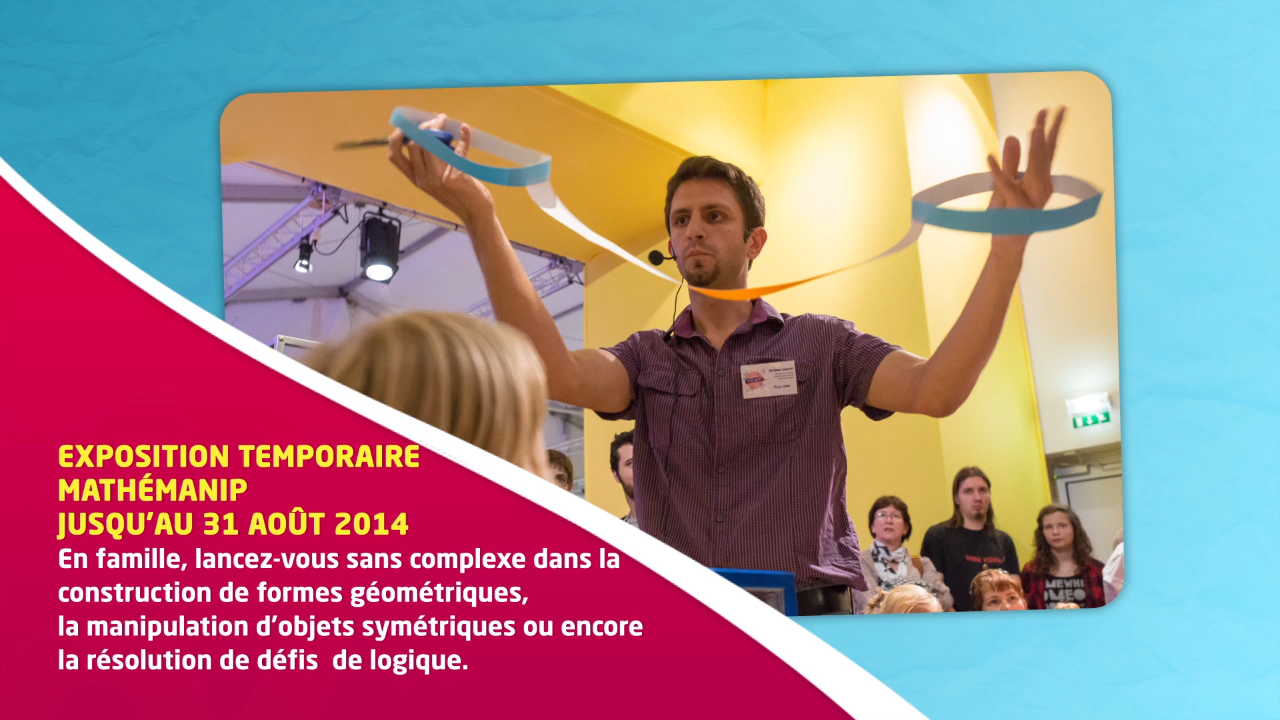 EXPOSITION TEMPORAIRE
MATHÉMANIP
JUSQU'AU 31 AOÛT 2014
En famille, lancez-vous sans complexe dans la
construction de formes géométriques,
la manipulation d'objets symétriques ou encore
la résolution de défis  de logique.